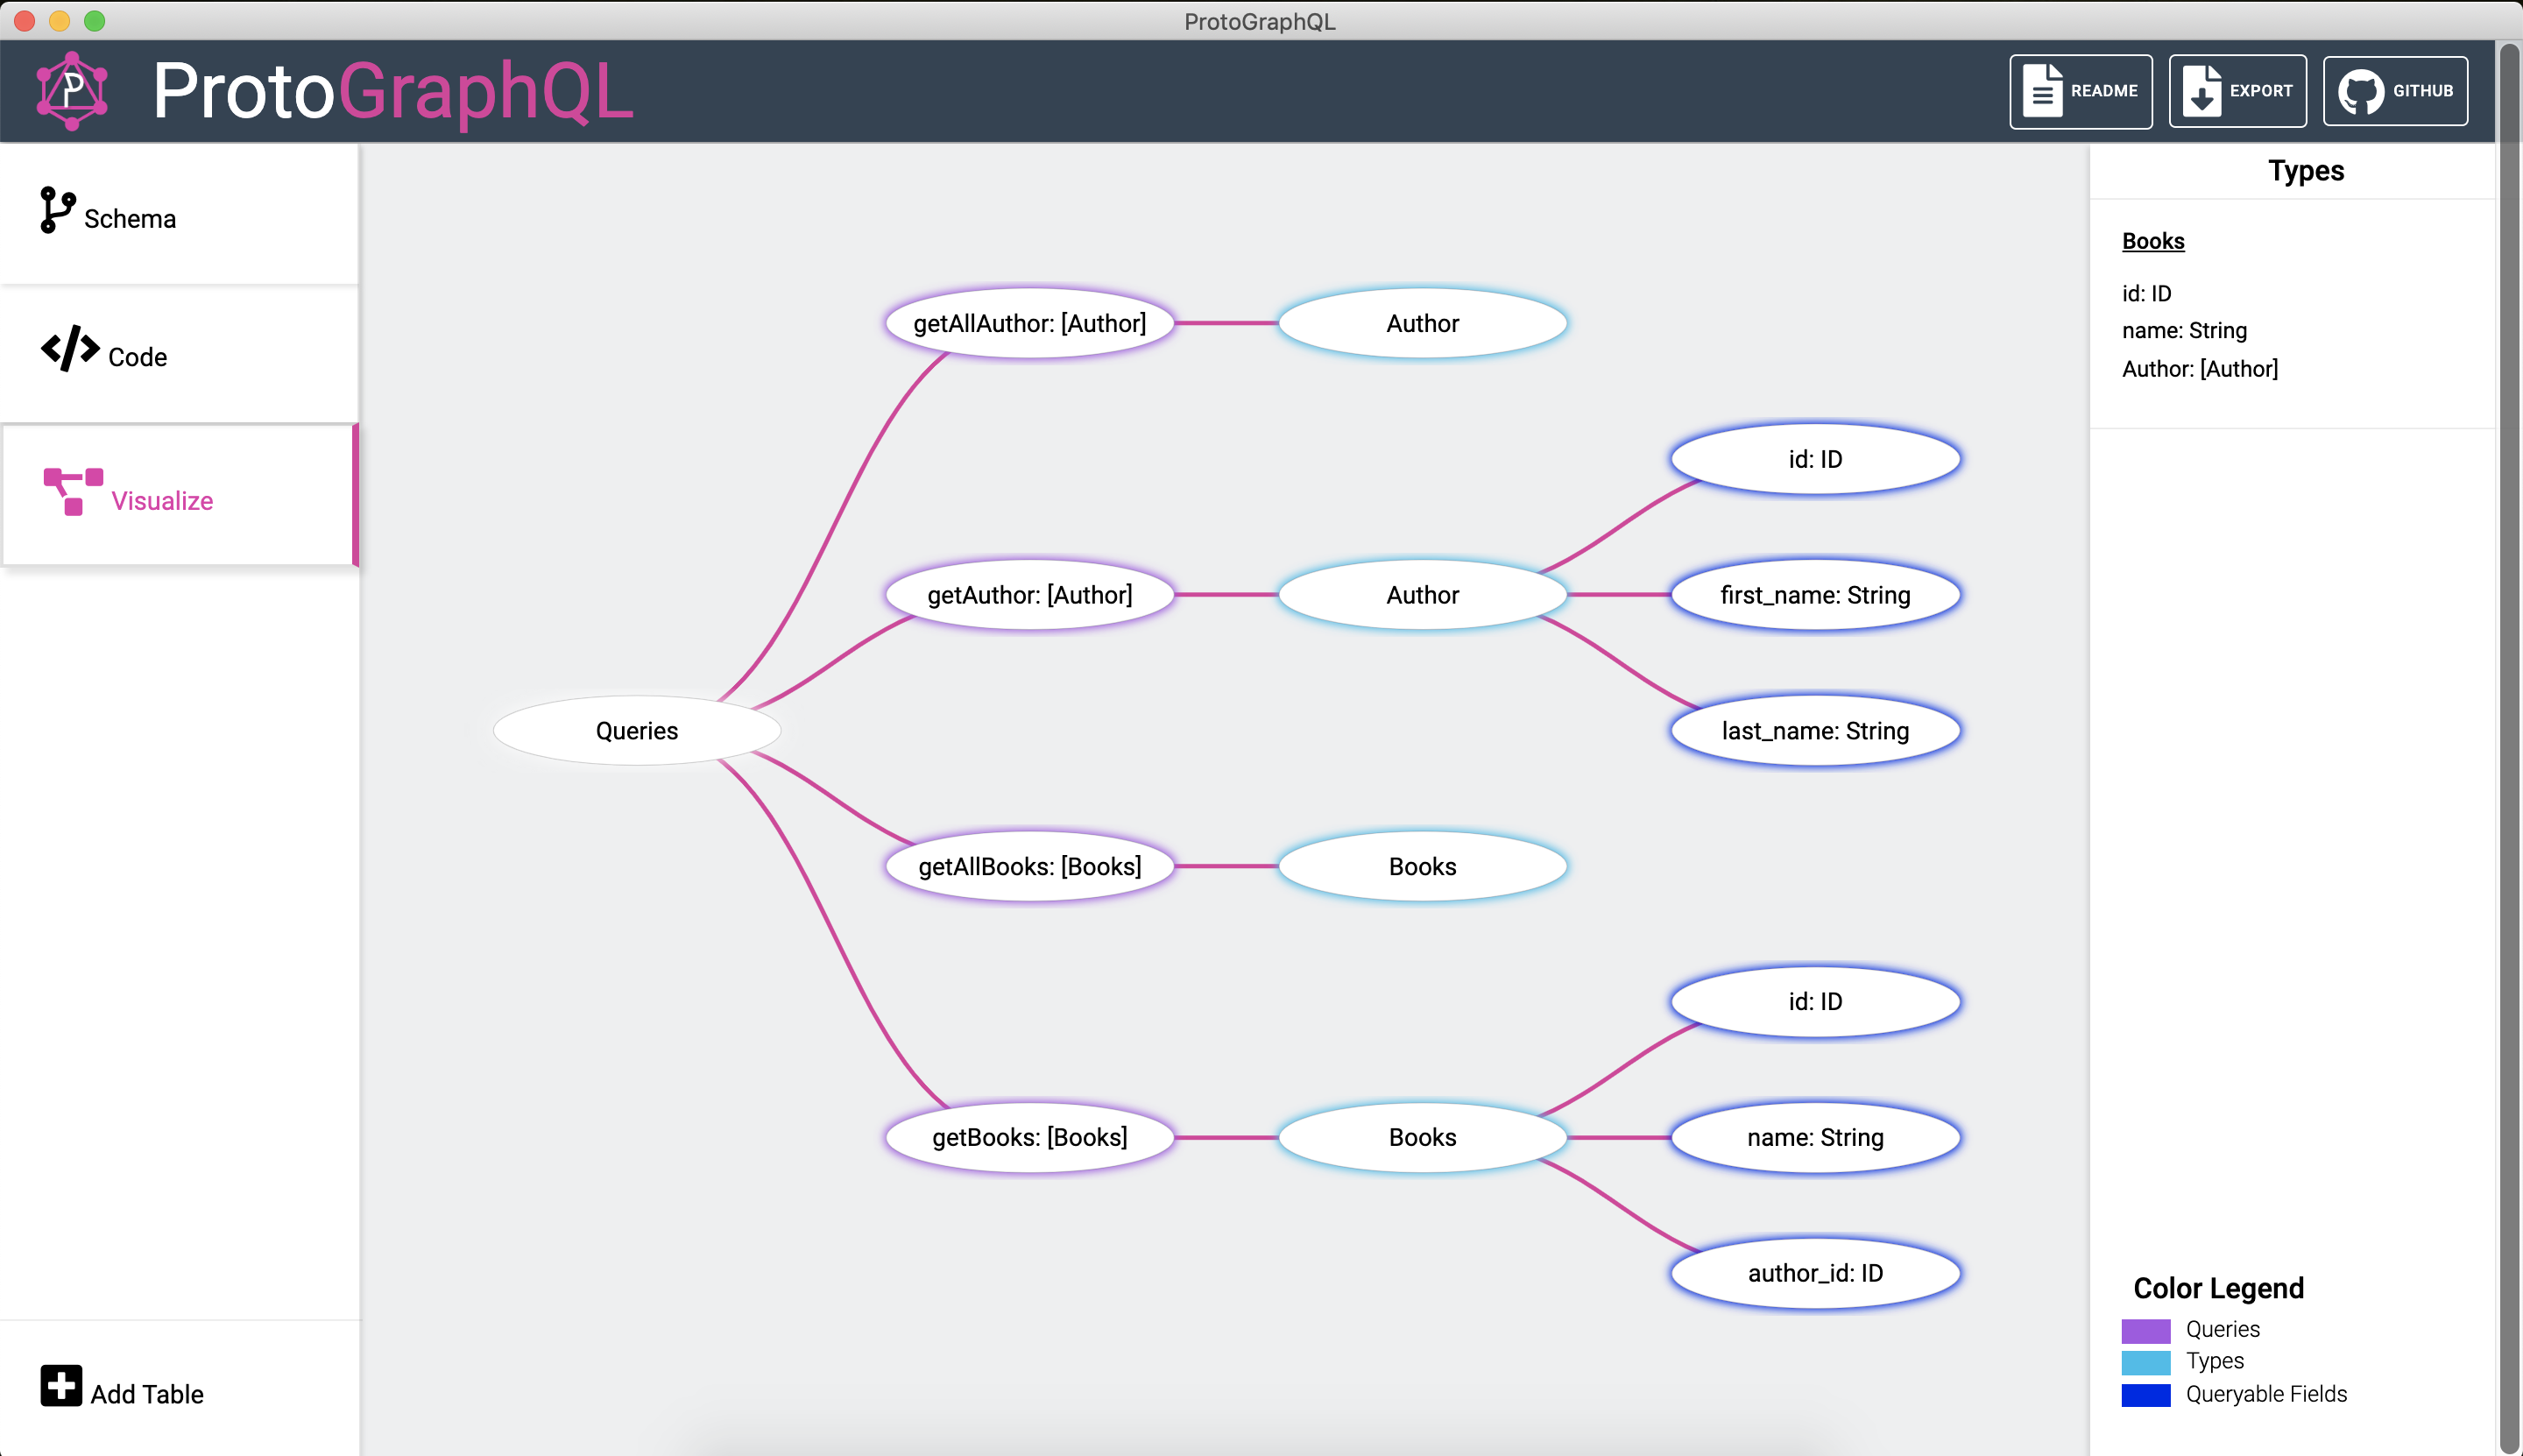 ProtoGraphQL
P
ProtoGraphQL
README
EXPORT
GITHUB
Schema
Code
Visualize
Add Table
Queries
getAllAuthor: [Author]
Author
getAuthor: [Author]
Author
id: ID
first_name: String
last_name: String
getAllBooks: [Books]
Books
getBooks: [Books]
Books
id: ID
name: String
author_id: ID
Types
Books
id: ID
name: String
Author: [Author]
Color Legend
Queries
Types
Queryable Fields